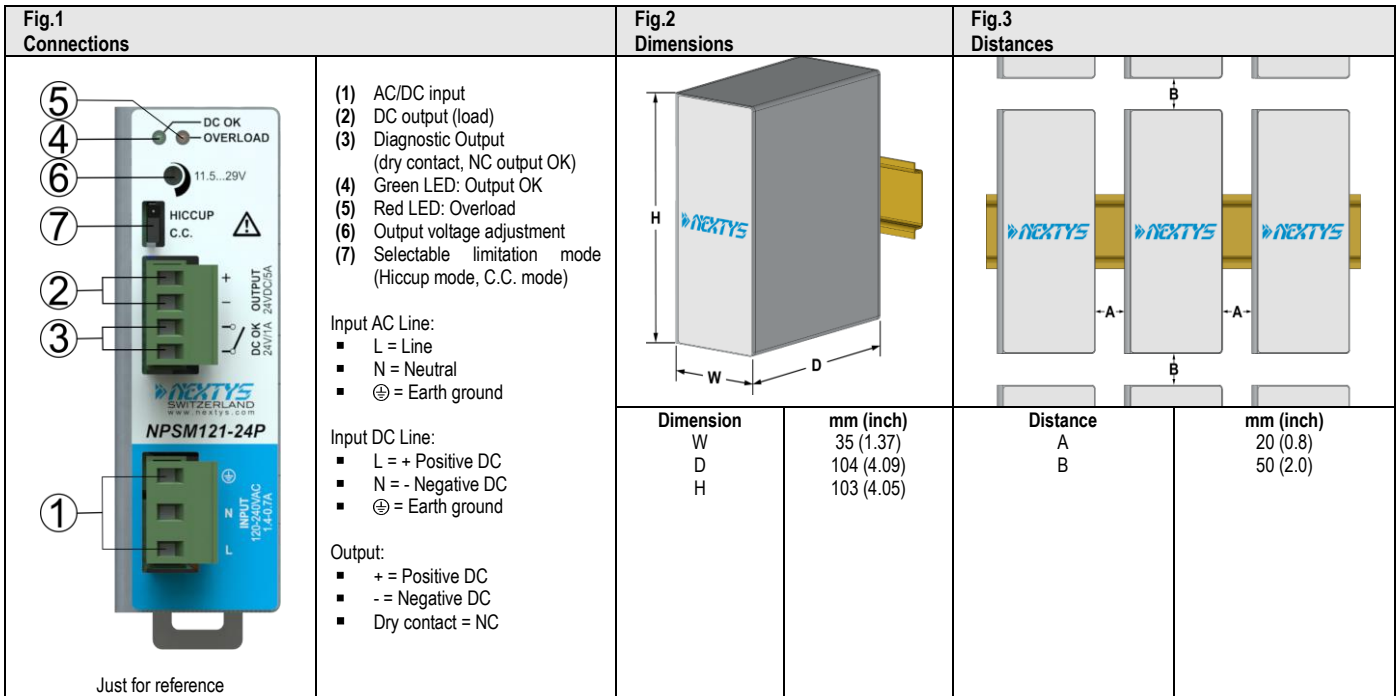 Fig.1
Connections
5
4
6
7
2
3
1
DC OK
OVERLOAD
11.5...29V
HICCUP
C.C.
+
−
OUTPUT
24VDC/5A
DC OK
24V/1A
NEXTYS
SWITZERLAND
www.nextys.com
NPSM121-24P
N
L
INPUT
120-240VAC
1.4-0.7A
Just for reference
(1) AC/DC input
(2) DC output (load)
(3) Diagnostic Output
(dry contact, NC output OK)
(4) Green LED: Output OK
(5) Red LED: Overload
(6) Output voltage adjustment
(7) Selectable limitation mode
(Hiccup mode, C.C. mode)
Input AC Line:
▪ L = Line
▪ N = Neutral
▪ ⏚ = Earth ground
Input DC Line:
▪ L = + Positive DC
▪ N = - Negative DC
▪ ⏚ = Earth ground
Output:
▪ + = Positive DC
▪ - = Negative DC
▪ Dry contact = NC
Fig.2
Dimensions
H
NEXTYS
W
D
Dimension mm (inch)
W 35 (1.37)
D 104 (4.09)
H 103 (4.05)
Fig.3
Distances
B
NEXTYS NEXTYS NEXTYS
A A
B
Distance mm (inch)
A 20 (0.8)
B 50 (2.0)